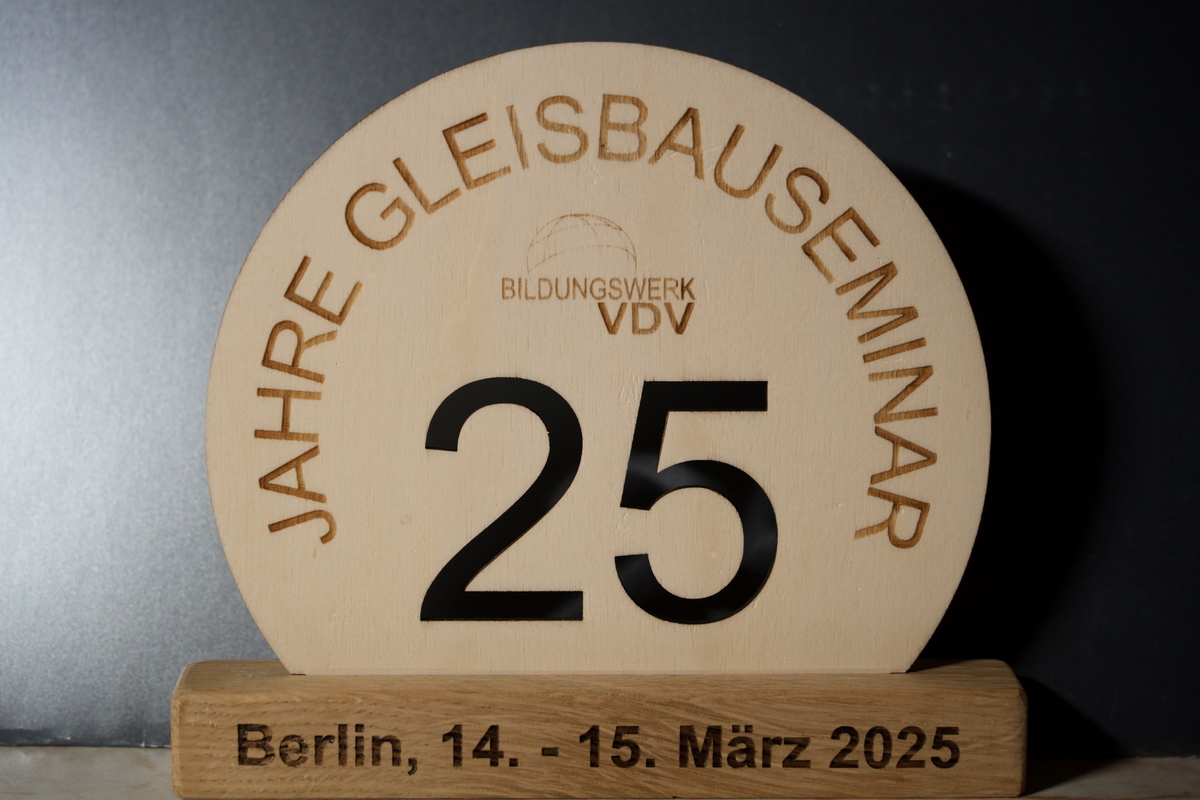 JAHRE GLEISBAUSEMINAR
BILDUNGSWERK
VDV
25
Berlin, 14. - 15. März 2025